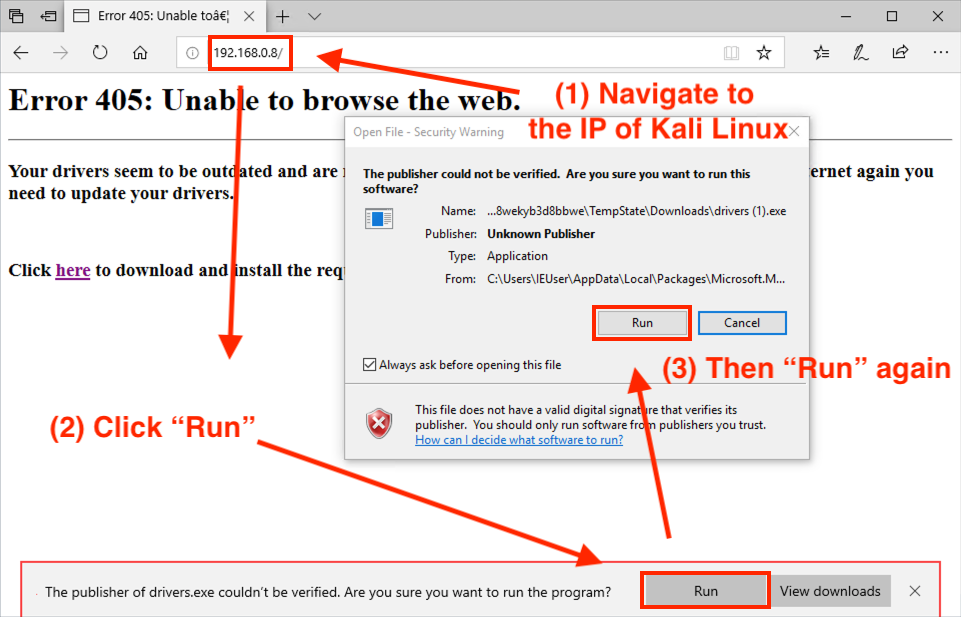 Error 405: Unable toâ€¦
192.168.0.8/
Error 405: Unable to browse the web.
(1) Navigate to
the IP of Kali Linux
Your drivers seem to be outdated and are
ternet again you
need to update your drivers.
Click here to download and install the req
Open File - Security Warning
The publisher could not be verified. Are you sure you want to run this
software?
Name: ...8wekyb3d8bbwe\TempState\Downloads\drivers (1).exe
Publisher: Unknown Publisher
Type: Application
From: C:\Users\IEUser\AppData\Local\Packages\Microsoft.M...
Run
Cancel
Always ask before opening this file
(3) Then “Run” again
This file does not have a valid digital signature that verifies its
publisher. You should only run software from publishers you trust.
How can I decide what software to run?
(2) Click “Run”
The publisher of drivers.exe couldn’t be verified. Are you sure you want to run the program?
Run
View downloads